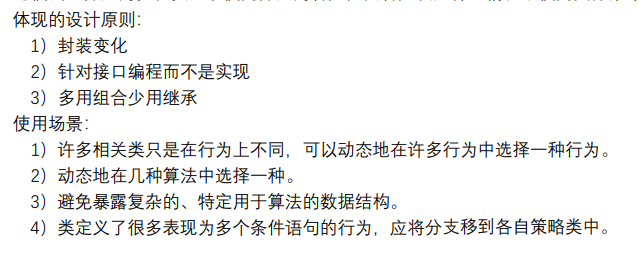 体现的设计原则：
1）封装变化
2）针对接口编程而不是实现
3）多用组合少用继承
使用场景：
1）许多相关类只是在行为上不同，可以动态地在许多行为中选择一种行为。
2）动态地在几种算法中选择一种。
3）避免暴露复杂的、特定用于算法的数据结构。
4）类定义了很多表现为多个条件语句的行为，应将分支移到各自策略类中。